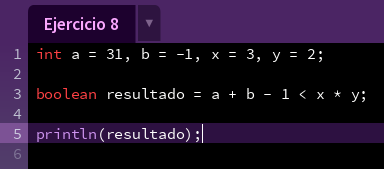 Ejercicio 8
1 int a = 31, b = -1, x = 3, y = 2;
2
3 boolean resultado = a + b - 1 < x * y;
4
5 println(resultado);
6